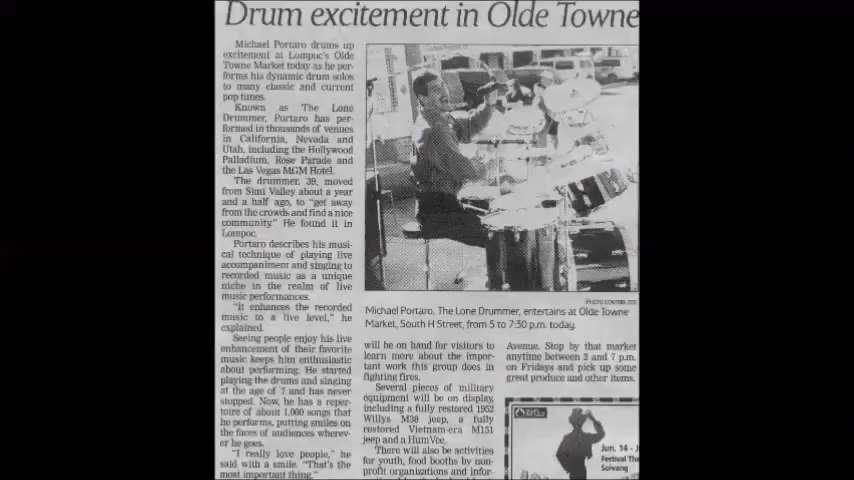 Drum excitement in Olde Towne
Michael Portaro drums up
excitement at Lompoc's Olde
Towne Market today as he per-
forms his dynamic drum solos
to many classic and current
pop tunes.
Known as The Lone
Drummer, Portaro has per-
formed in thousands of venues
in California, Nevada and
Utah, including the Hollywood
Palladium, Rose Parade and
the Las Vegas MGM Hotel.
The drummer, 39, moved
from Simi Valley about a year
and a half ago, to "get away
from the crowds and find a nice
community." He found it in
Lompoc.
Portaro describes his musi-
cal technique of playing live
accompaniment and singing to
recorded music as a unique
niche in the realm of live
music performances.
"It enhances the recorded
music to a live level," he
explained.
Seeing people enjoy his live
enhancement of their favorite
music keeps him enthusiastic
about performing. He started
playing the drums and singing
at the age of 7 and has never
stopped. Now, he has a reper-
toire of about 1,000 songs that
he performs, putting smiles on
the faces of audiences wherev-
er he goes.
"I really love people," he
said with a smile. "That's the
most important thing."
PHOTO CONTRIBUTED
Michael Portaro, The Lone Drummer, entertains at Olde Towne
Market, South H Street, from 5 to 7:30 p.m. today.
will be on hand for visitors to
learn more about the impor-
tant work this group does in
fighting fires.
Several pieces of military
equipment will be on display,
including a fully restored 1952
Willys M38 jeep, a fully
restored Vietnam-era M151
jeep and a HumVee.
There will also be activities
for youth, food booths by non-
profit organizations and infor-
Avenue. Stop by that market
anytime between 2 and 7 p.m.
on Fridays and pick up some
great produce and other items.
Jun. 14 - J
Festival The
Solvang